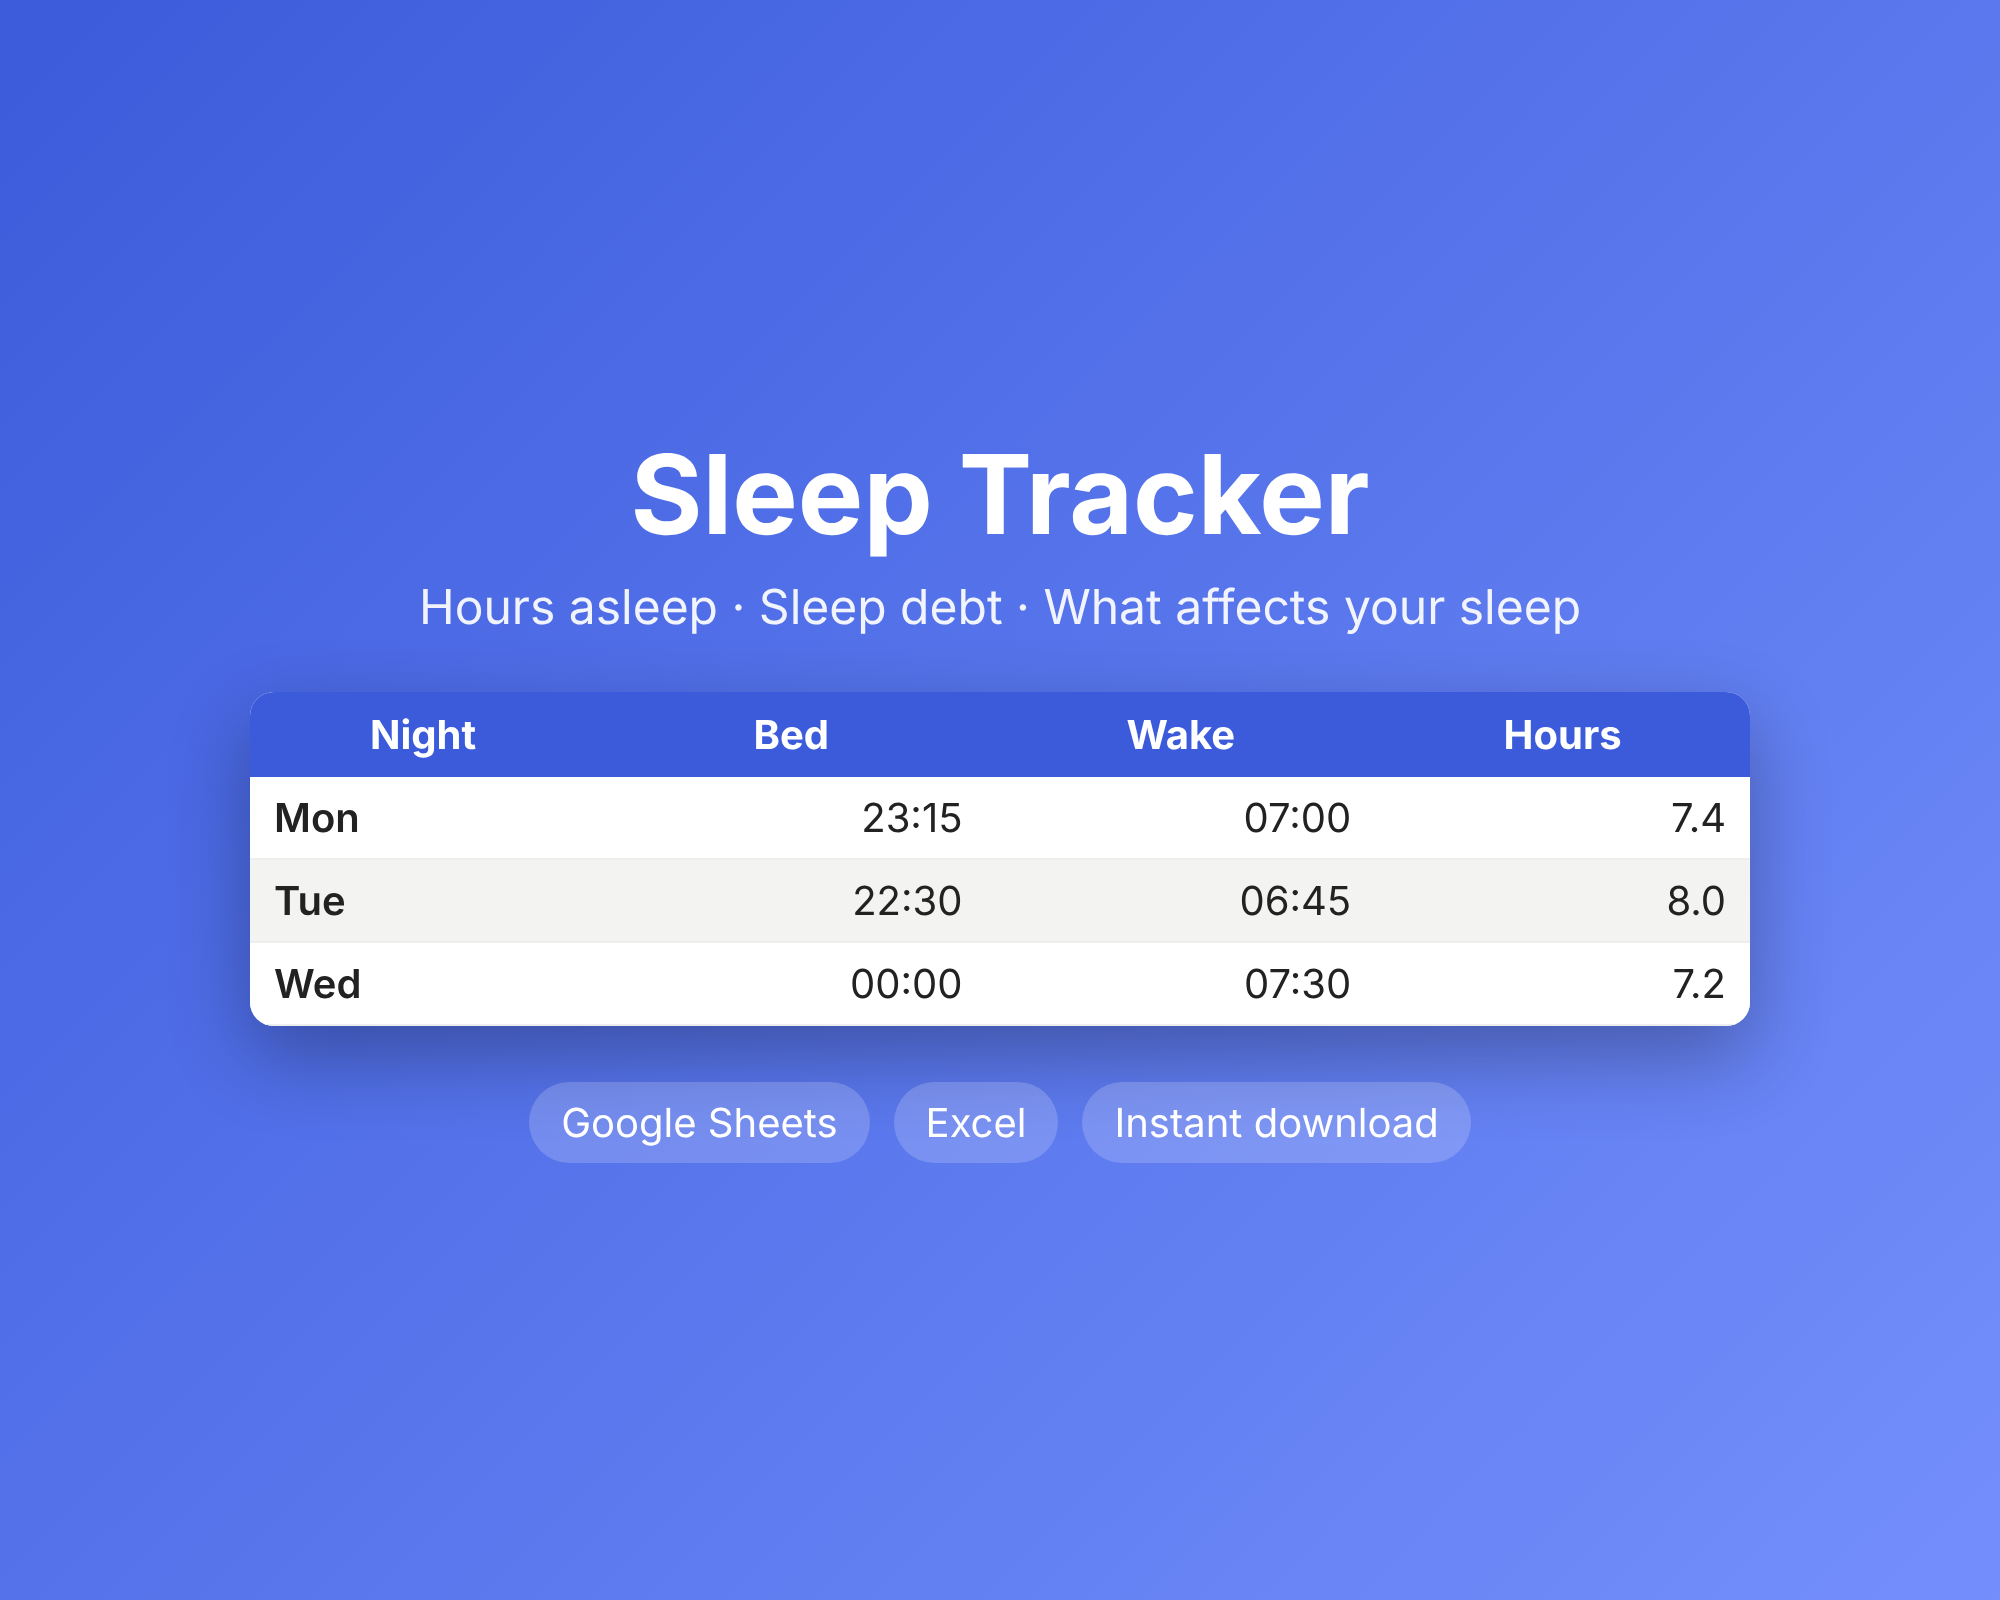 Sleep Tracker
Hours asleep · Sleep debt · What affects your sleep
Night Bed Wake Hours
Mon 23:15 07:00 7.4
Tue 22:30 06:45 8.0
Wed 00:00 07:30 7.2
Google Sheets Excel Instant download